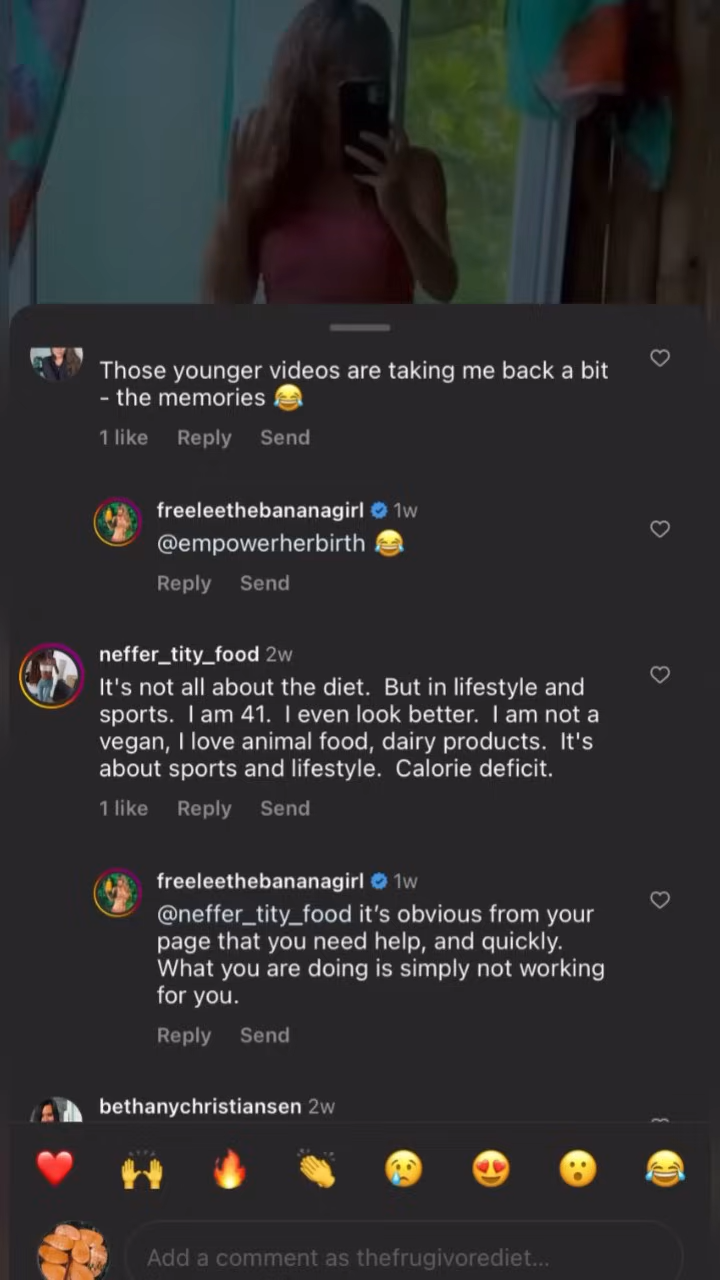 Those younger videos are taking me back a bit
- the memories 😂
1 like Reply Send
freeleethebananagirl 1w
@empowerherbirth 😂
Reply Send
neffer_tity_food 2w
It's not all about the diet.  But in lifestyle and
sports.  I am 41.  I even look better.  I am not a
vegan, I love animal food, dairy products.  It's
about sports and lifestyle.  Calorie deficit.
1 like Reply Send
freeleethebananagirl 1w
@neffer_tity_food it's obvious from your
page that you need help, and quickly.
What you are doing is simply not working
for you.
Reply Send
bethanychristiansen 2w
❤️ 🙌 🔥 👏 😢 😍 😮 😂
Add a comment as thefrugivorediet...